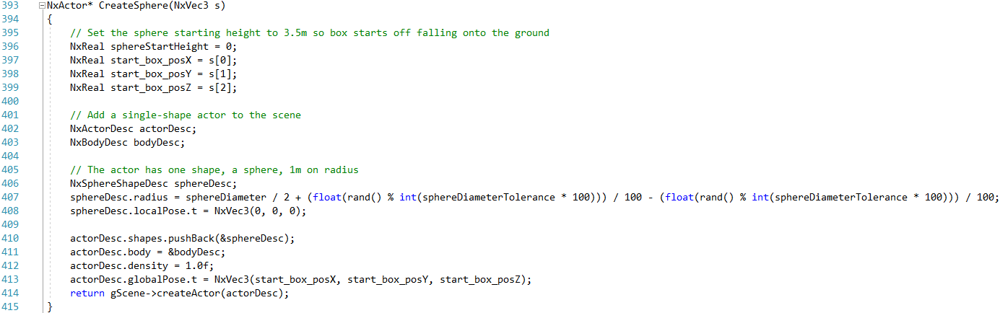 393 NxActor* CreateSphere(NxVec3 s)
394 {
395 // Set the sphere starting height to 3.5m so box starts off falling onto the ground
396 NxReal sphereStartHeight = 0;
397 NxReal start_box_posX = s[0];
398 NxReal start_box_posY = s[1];
399 NxReal start_box_posZ = s[2];
400
401 // Add a single-shape actor to the scene
402 NxActorDesc actorDesc;
403 NxBodyDesc bodyDesc;
404
405 // The actor has one shape, a sphere, 1m on radius
406 NxSphereShapeDesc sphereDesc;
407 sphereDesc.radius = sphereDiameter / 2 + (float(rand() % int(sphereDiameterTolerance * 100))) / 100 - (float(rand() % int(sphereDiameterTolerance * 100))) / 100;
408 sphereDesc.localPose.t = NxVec3(0, 0, 0);
409
410 actorDesc.shapes.pushBack(&sphereDesc);
411 actorDesc.body = &bodyDesc;
412 actorDesc.density = 1.0f;
413 actorDesc.globalPose.t = NxVec3(start_box_posX, start_box_posY, start_box_posZ);
414 return gScene->createActor(actorDesc);
415 }